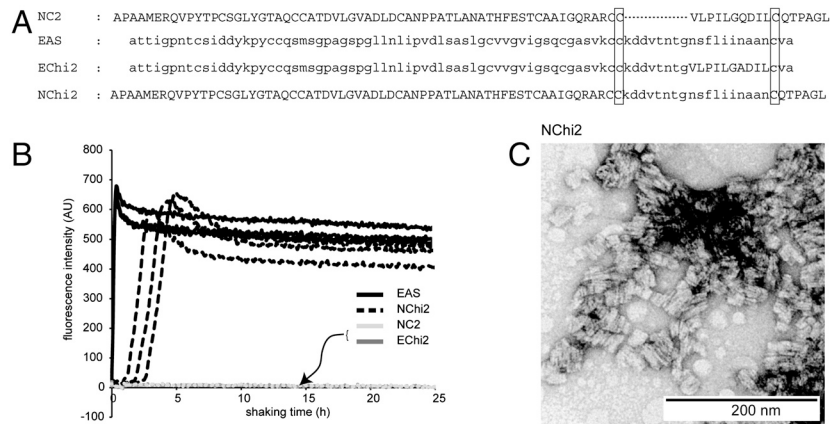 A
NC2 : APAAMERQVPYTPCSGLYGTAQCCATDVLGVADLDCANPPATLANATHFESTCAAIGQRARCC------------VLPILGQDILCQTPAGL
EAS : attigpntcsiddykpyccqsmsgpagspgllnlipvdlsaslgcvvgvigsqcgasvkcckddvtntgnsfliinaancva
EChi2 : attigpntcsiddykpyccqsmsgpagspgllnlipvdlsaslgcvvgvigsqcgasvkcckddvtntgVLPILGADILcva
NChi2 : APAAMERQVPYTPCSGLYGTAQCCATDVLGVADLDCANPPATLANATHFESTCAAIGQRARCCkddvtntgnsfliinaanCQTPAGL
B
fluorescence intensity (AU)
800
700
600
500
400
300
200
100
0
-100
EAS
NChi2
NC2
EChi2
0 5 10 15 20 25
shaking time (h)
C
NChi2
200 nm